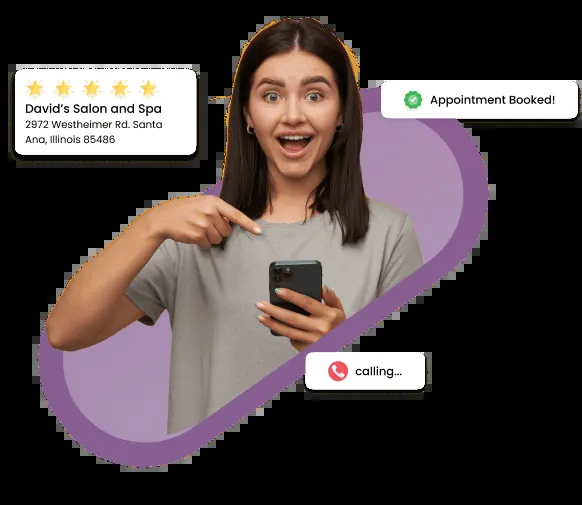 David's Salon and Spa
2972 Westheimer Rd. Santa
Ana, Illinois 85486
Appointment Booked!
calling...